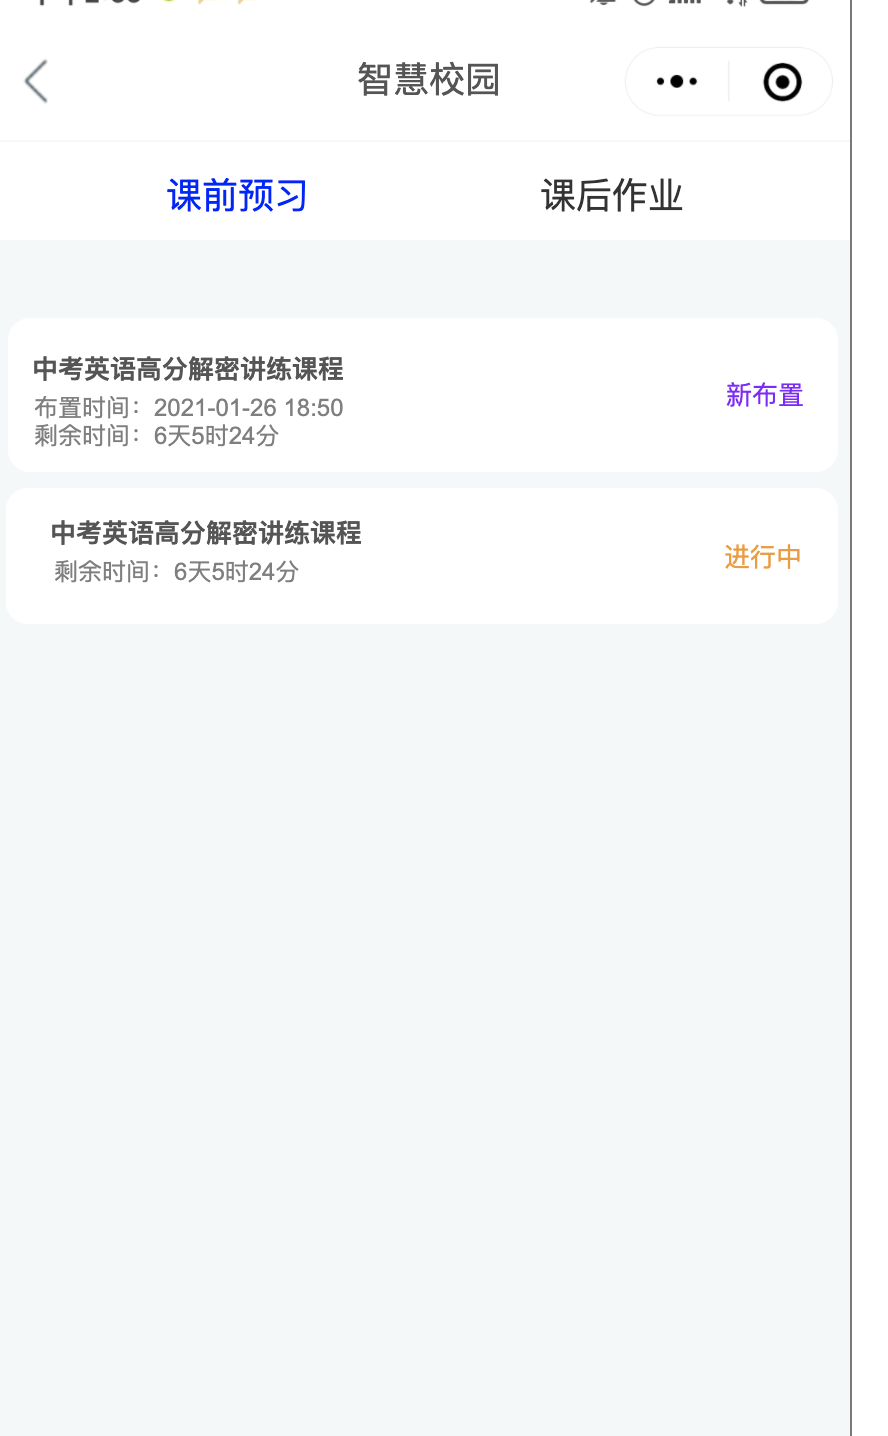 智慧校园
课前预习 课后作业
中考英语高分解密讲练课程
布置时间：2021-01-26 18:50
新布置
剩余时间：6天5时24分
中考英语高分解密讲练课程
进行中
剩余时间：6天5时24分